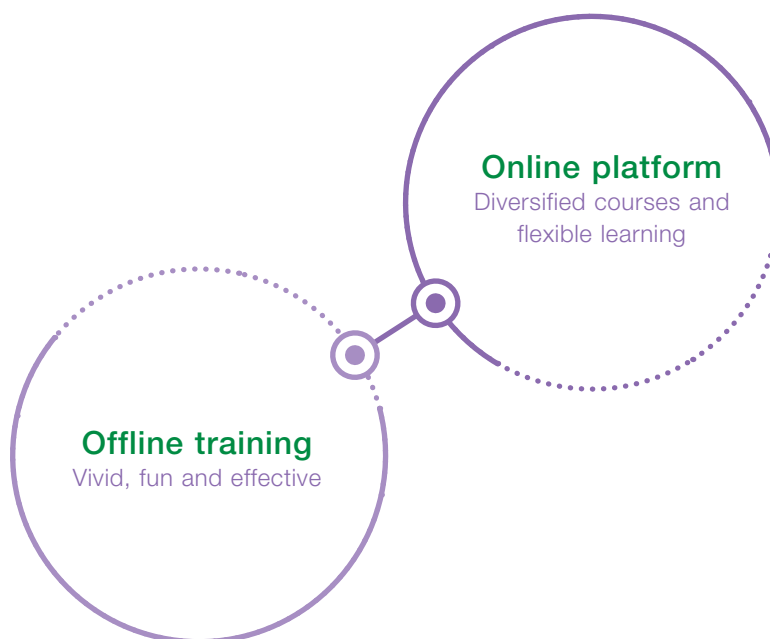 Online platform
Diversified courses and
flexible learning
Offline training
Vivid, fun and effective